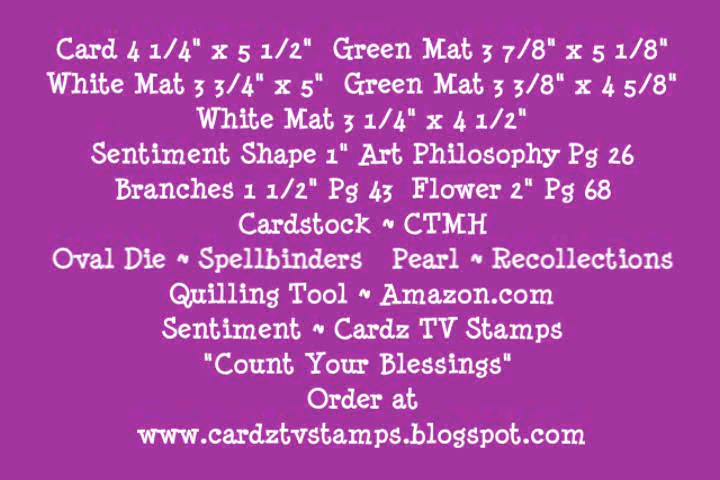 Card 4 1/4" x 5 1/2"  Green Mat 3 7/8" x 5 1/8"
White Mat 3 3/4" x 5"  Green Mat 3 3/8" x 4 5/8"
White Mat 3 1/4" x 4 1/2"
Sentiment Shape 1" Art Philosophy Pg 26
Branches 1 1/2" Pg 43  Flower 2" Pg 68
Cardstock ~ CTMH
Oval Die ~ Spellbinders  Pearl ~ Recollections
Quilling Tool ~ Amazon.com
Sentiment ~ Cardz TV Stamps
"Count Your Blessings"
Order at
www.cardztvstamps.blogspot.com